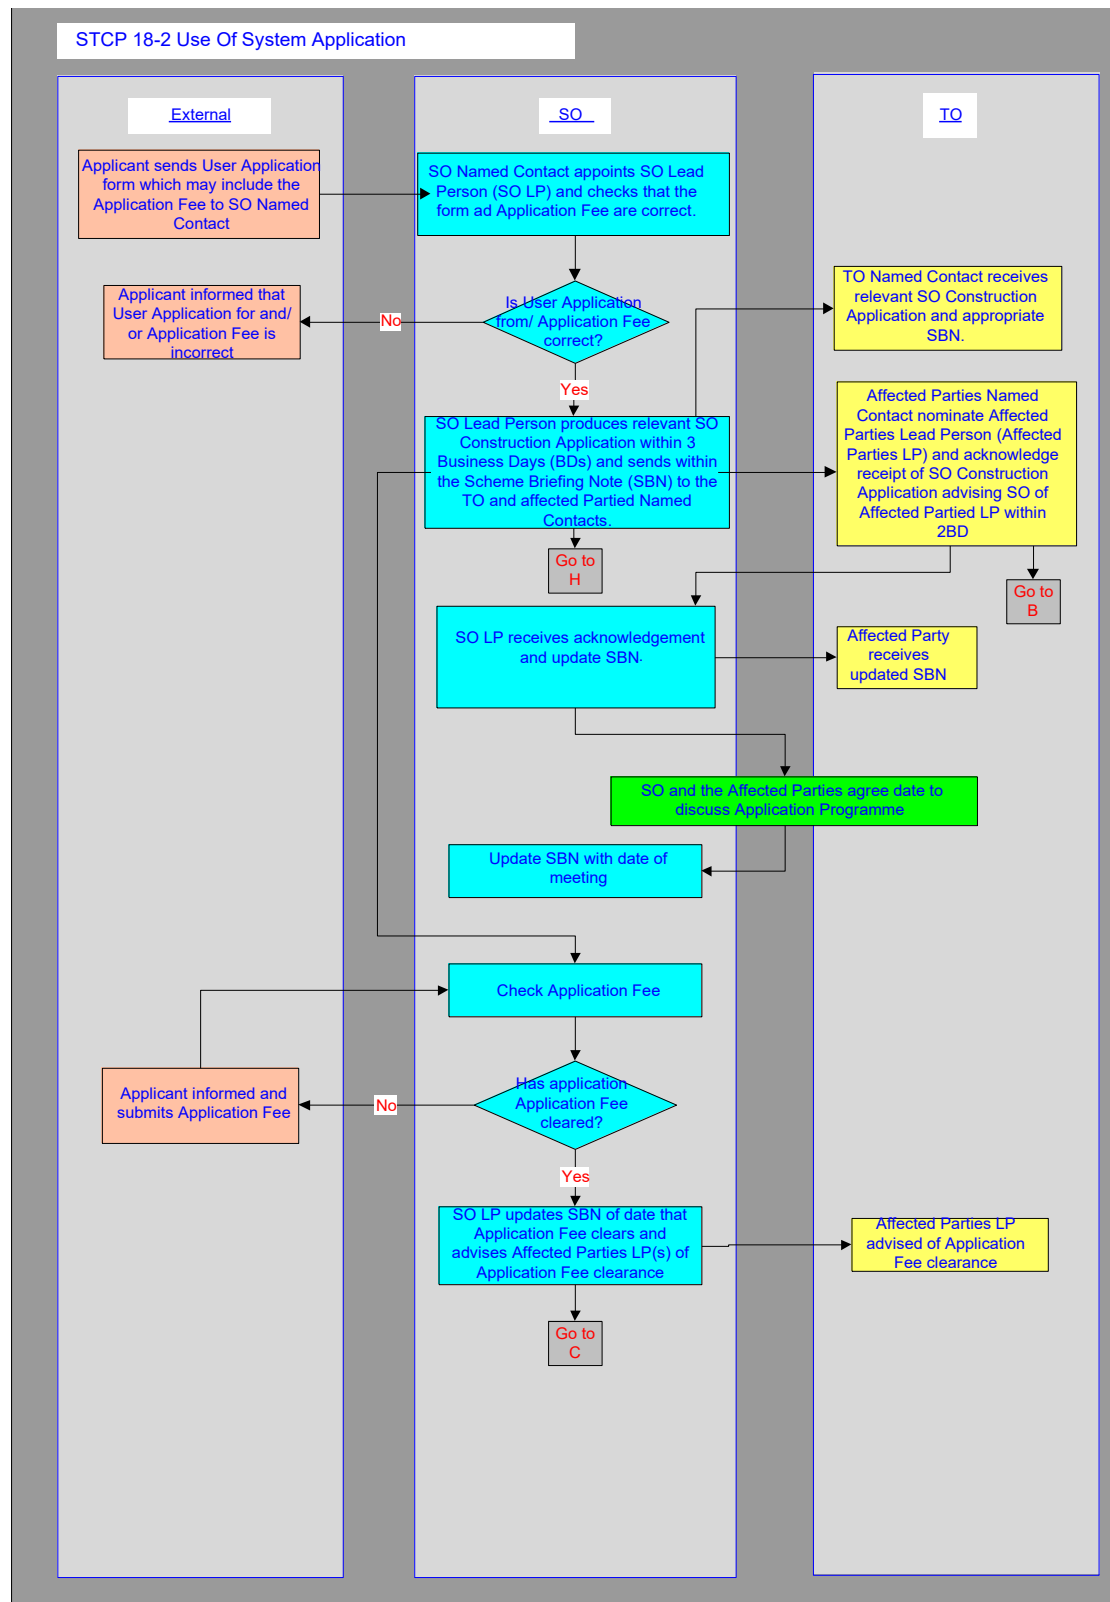 STCP 18-2 Use Of System Application
External
SO
TO
Applicant sends User Application
form which may include the
Application Fee to SO Named
Contact
SO Named Contact appoints SO Lead
Person (SO LP) and checks that the
form ad Application Fee are correct.
Is User Application
from/ Application Fee
correct?
No
Applicant informed that
User Application for and/
or Application Fee is
incorrect
TO Named Contact receives
relevant SO Construction
Application and appropriate
SBN.
Yes
SO Lead Person produces relevant SO
Construction Application within 3
Business Days (BDs) and sends within
the Scheme Briefing Note (SBN) to the
TO and affected Partied Named
Contacts.
Affected Parties Named
Contact nominate Affected
Parties Lead Person (Affected
Parties LP) and acknowledge
receipt of SO Construction
Application advising SO of
Affected Partied LP within
2BD
Go to
H
Go to
B
SO LP receives acknowledgement
and update SBN.
Affected Party
receives
updated SBN
SO and the Affected Parties agree date to
discuss Application Programme
Update SBN with date of
meeting
Check Application Fee
Has application
Application Fee
cleared?
No
Applicant informed and
submits Application Fee
Yes
SO LP updates SBN of date that
Application Fee clears and
advises Affected Parties LP(s) of
Application Fee clearance
Affected Parties LP
advised of Application
Fee clearance
Go to
C